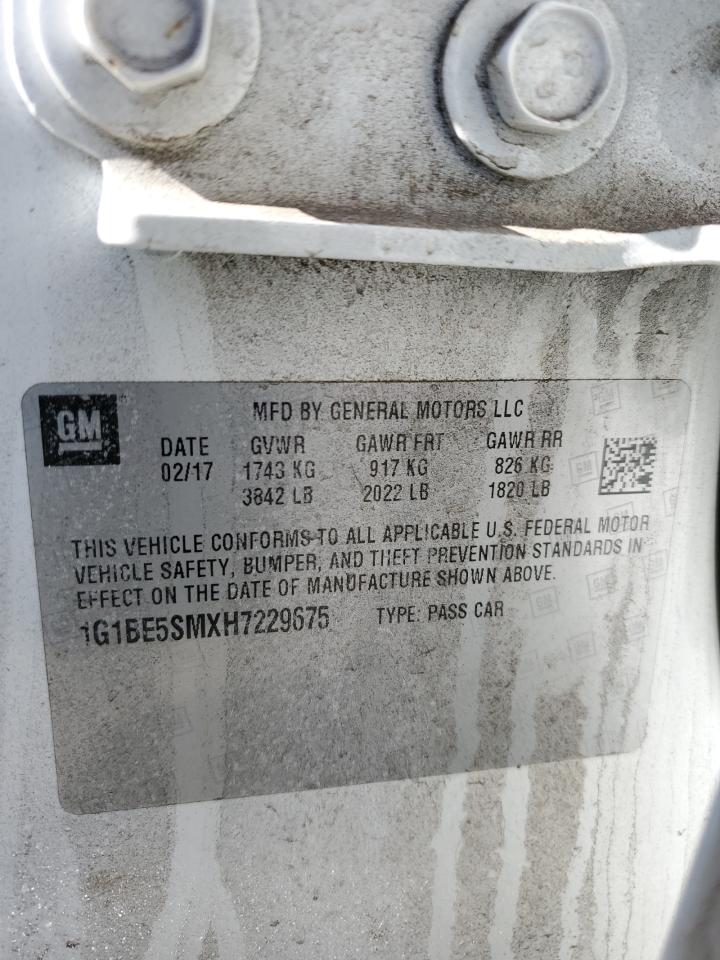 GM
MFD BY GENERAL MOTORS LLC
DATE GVWR GAWR FRT GAWR RR
02/17 1743 KG 917 KG 826 KG
3842 LB 2022 LB 1820 LB
THIS VEHICLE CONFORMS TO ALL APPLICABLE U.S. FEDERAL MOTOR
VEHICLE SAFETY, BUMPER, AND THEFT PREVENTION STANDARDS IN
EFFECT ON THE DATE OF MANUFACTURE SHOWN ABOVE.
1G1BE5SMXH7229675 TYPE: PASS CAR